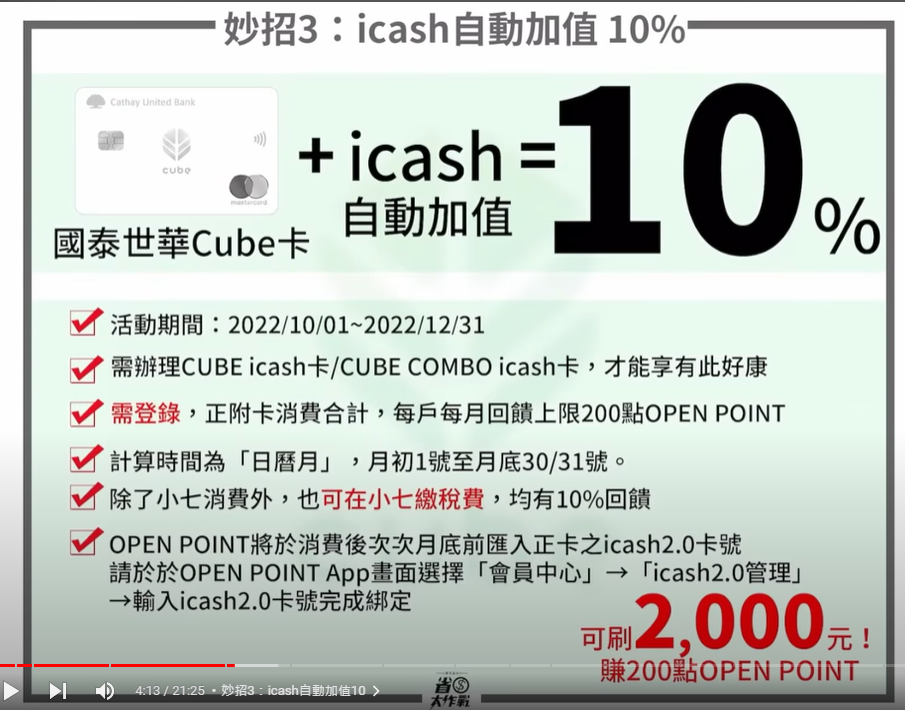 妙招3：icash自動加值 10%
Cathay United Bank
cube
mastercard
國泰世華Cube卡
+ icash = 10%
自動加值
活動期間：2022/10/01~2022/12/31
需辦理CUBE icash卡/CUBE COMBO icash卡，才能享有此好康
需登錄，正附卡消費合計，每戶每月回饋上限200點OPEN POINT
計算時間為「日曆月」，月初1號至月底30/31號。
除了小七消費外，也可在小七繳稅費，均有10%回饋
OPEN POINT將於消費後次次月底前匯入正卡之icash2.0卡號
請於於OPEN POINT App畫面選擇「會員中心」→「icash2.0管理」
→輸入icash2.0卡號完成綁定
可刷2,000元！
賺200點OPEN POINT
4:13 / 21:25 • 妙招3：icash自動加值10
省$
大作戰